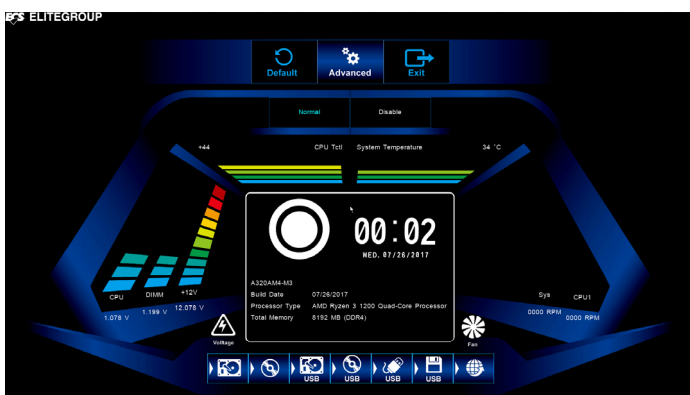 ECS ELITEGROUP
Default Advanced Exit
Normal Disable
+44 CPU Tctl System Temperature 34 °C
00:02
WED. 07/26/2017
A320AM4-M3
Build Date 07/26/2017
Processor Type AMD Ryzen 3 1200 Quad-Core Processor
Total Memory 8192 MB (DDR4)
CPU DIMM +12V
1.078 V 1.199 V 12.078 V
Voltage
Sys CPU1
0000 RPM 0000 RPM
Fan
USB USB USB USB